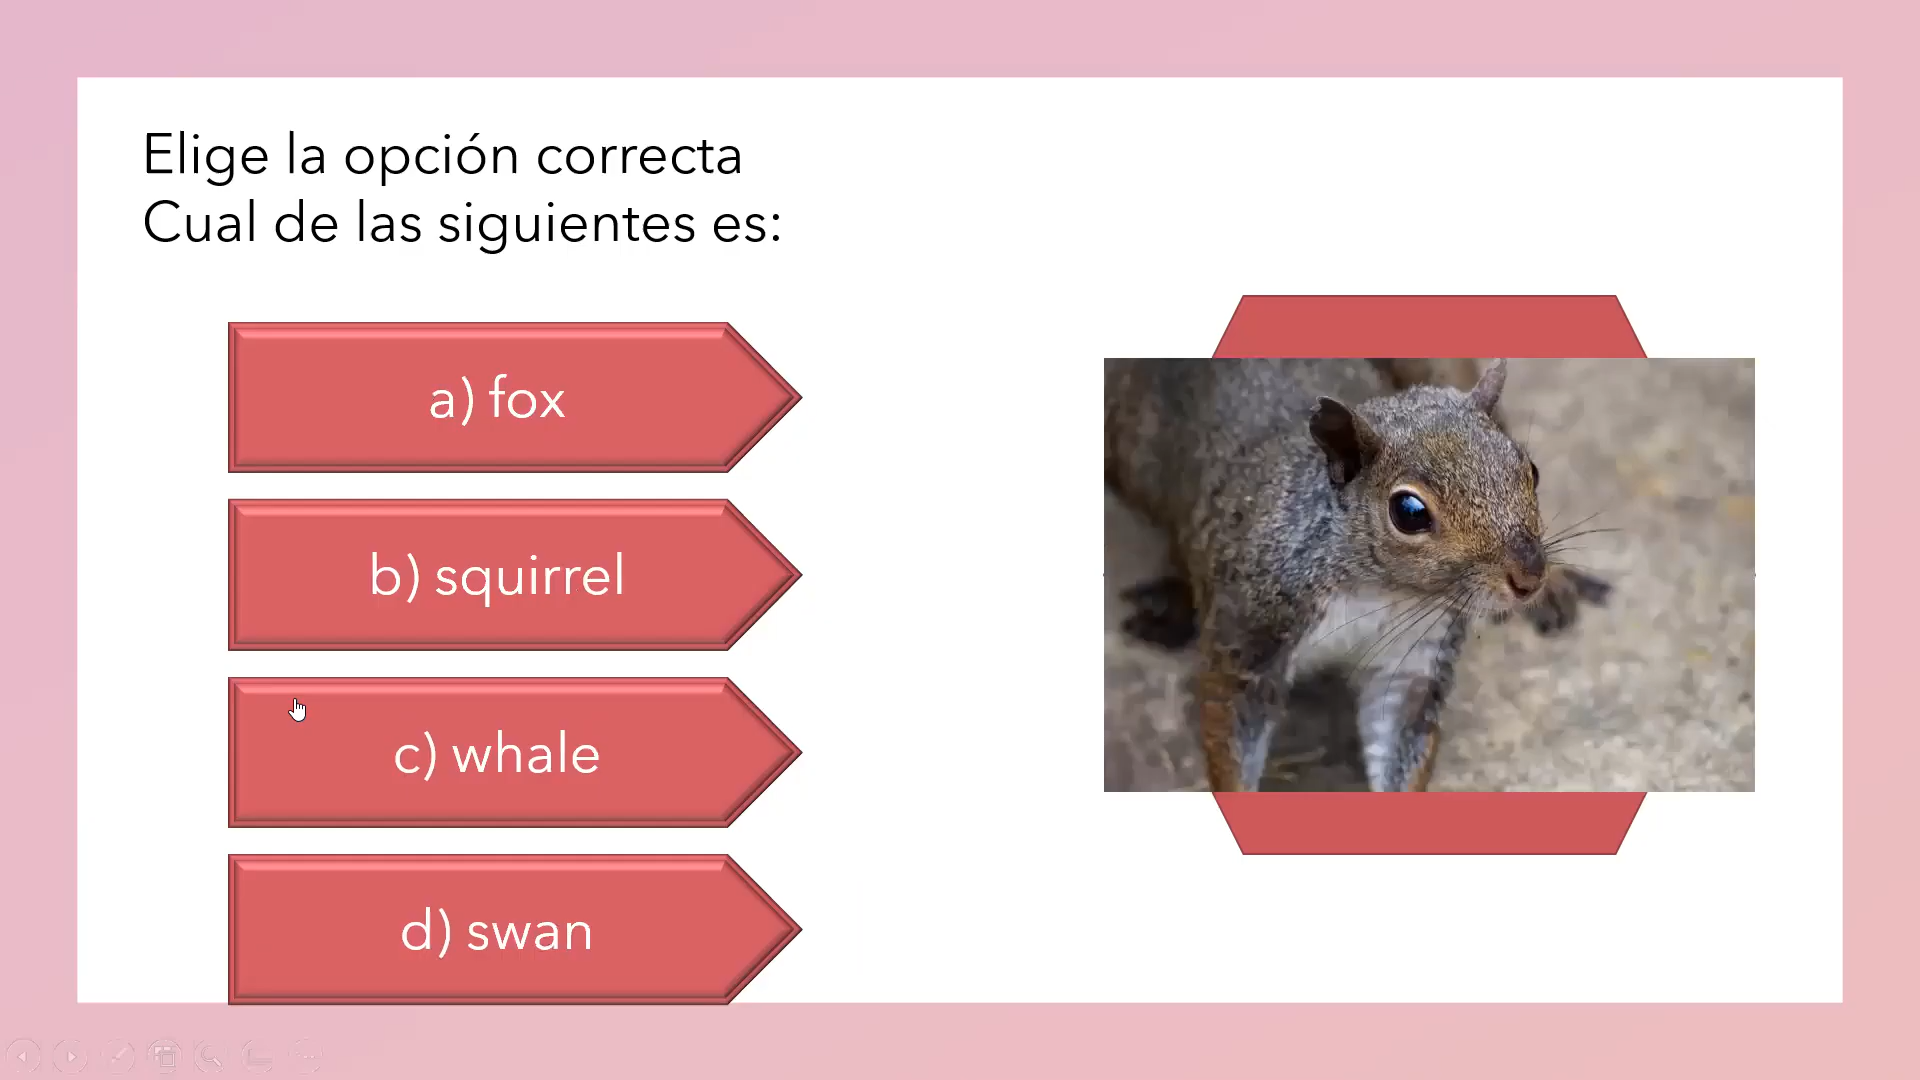 Elige la opción correcta
Cual de las siguientes es:
a) fox
b) squirrel
c) whale
d) swan